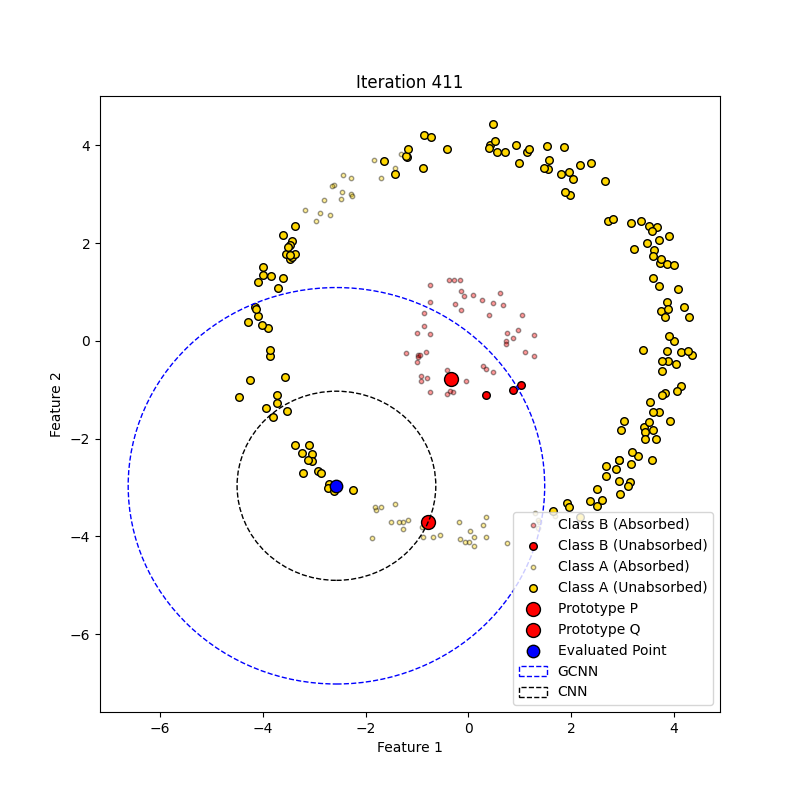 Iteration 411
Feature 2
4
2
0
−2
−4
−6
−6
−4
−2
0
2
4
Feature 1
Class B (Absorbed)
Class B (Unabsorbed)
Class A (Absorbed)
Class A (Unabsorbed)
Prototype P
Prototype Q
Evaluated Point
GCNN
CNN